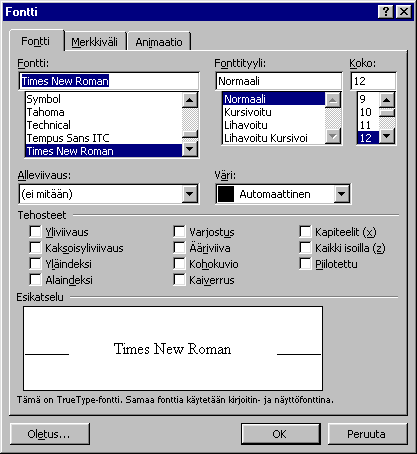 Fontti
Fontti Merkkiväli Animaatio
Fontti: Fonttityyli: Koko:
Times New Roman Normaali 12
Symbol Normaali 9
Tahoma Kursivoitu 10
Technical Lihavoitu 11
Tempus Sans ITC Lihavoitu Kursivoi 12
Times New Roman
Alleviivaus: Väri:
(ei mitään) Automaattinen
Tehosteet
Yliviivaus Varjostus Kapiteelit (x)
Kaksoisyliviivaus Ääriviiva Kaikki isoilla (z)
Yläindeksi Kohokuvio Piilotettu
Alaindeksi Kaiverrus
Esikatselu
Times New Roman
Tämä on TrueType-fontti. Samaa fonttia käytetään kirjoitin- ja näyttöfonttina.
Oletus... OK Peruuta